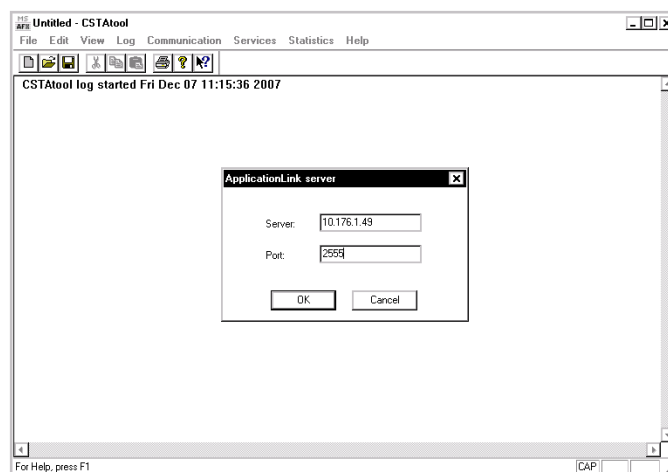 Untitled - CSTAtool
File Edit View Log Communication Services Statistics Help
CSTAtool log started Fri Dec 07 11:15:36 2007
ApplicationLink server
Server: 10.176.1.49
Port: 2555
OK Cancel
For Help, press F1 CAP